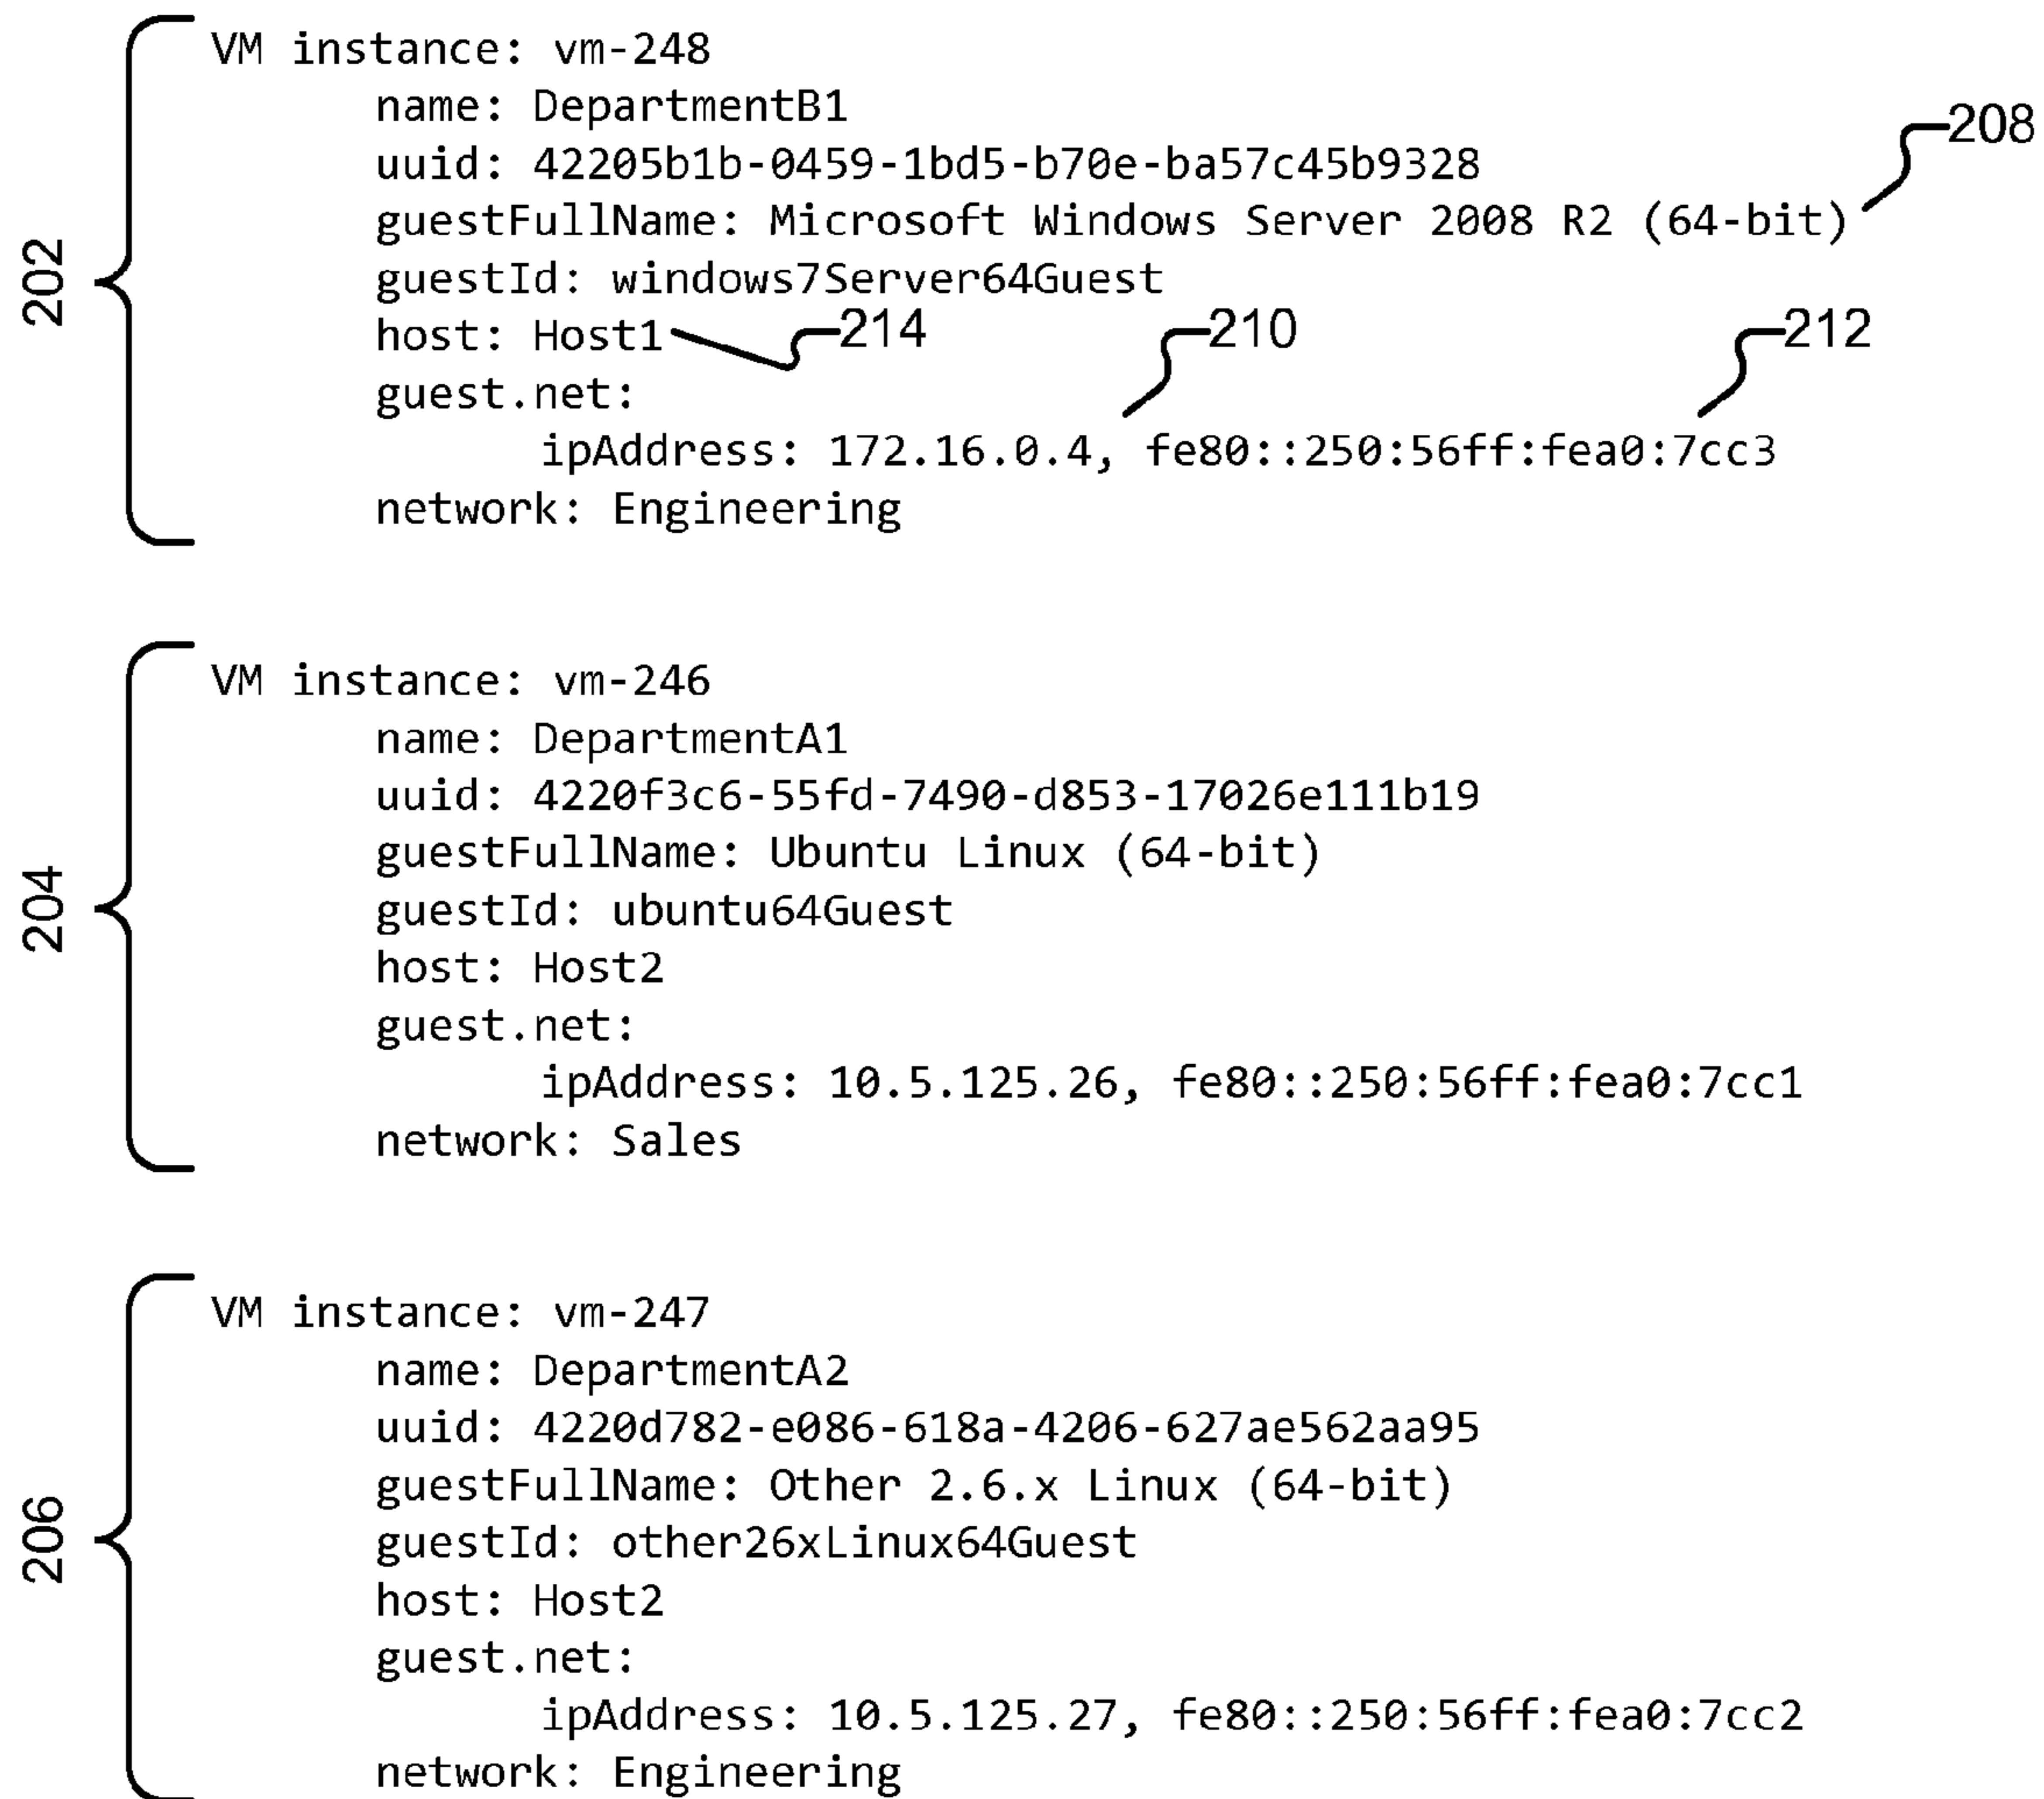 VM instance: vm-248
name: DepartmentB1
208
uuid: 42205b1b-0459-1bd5-b70e-ba57c45b9328
guestFullName: Microsoft Windows Server 2008 R2 (64-bit)
202
guestId: windows7Server64Guest
host: Host1 214 210 212
guest.net:
ipAddress: 172.16.0.4, fe80::250:56ff:fea0:7cc3
network: Engineering
VM instance: vm-246
name: DepartmentA1
uuid: 4220f3c6-55fd-7490-d853-17026e111b19
guestFullName: Ubuntu Linux (64-bit)
204
guestId: ubuntu64Guest
host: Host2
guest.net:
ipAddress: 10.5.125.26, fe80::250:56ff:fea0:7cc1
network: Sales
VM instance: vm-247
name: DepartmentA2
uuid: 4220d782-e086-618a-4206-627ae562aa95
guestFullName: Other 2.6.x Linux (64-bit)
206
guestId: other26xLinux64Guest
host: Host2
guest.net:
ipAddress: 10.5.125.27, fe80::250:56ff:fea0:7cc2
network: Engineering